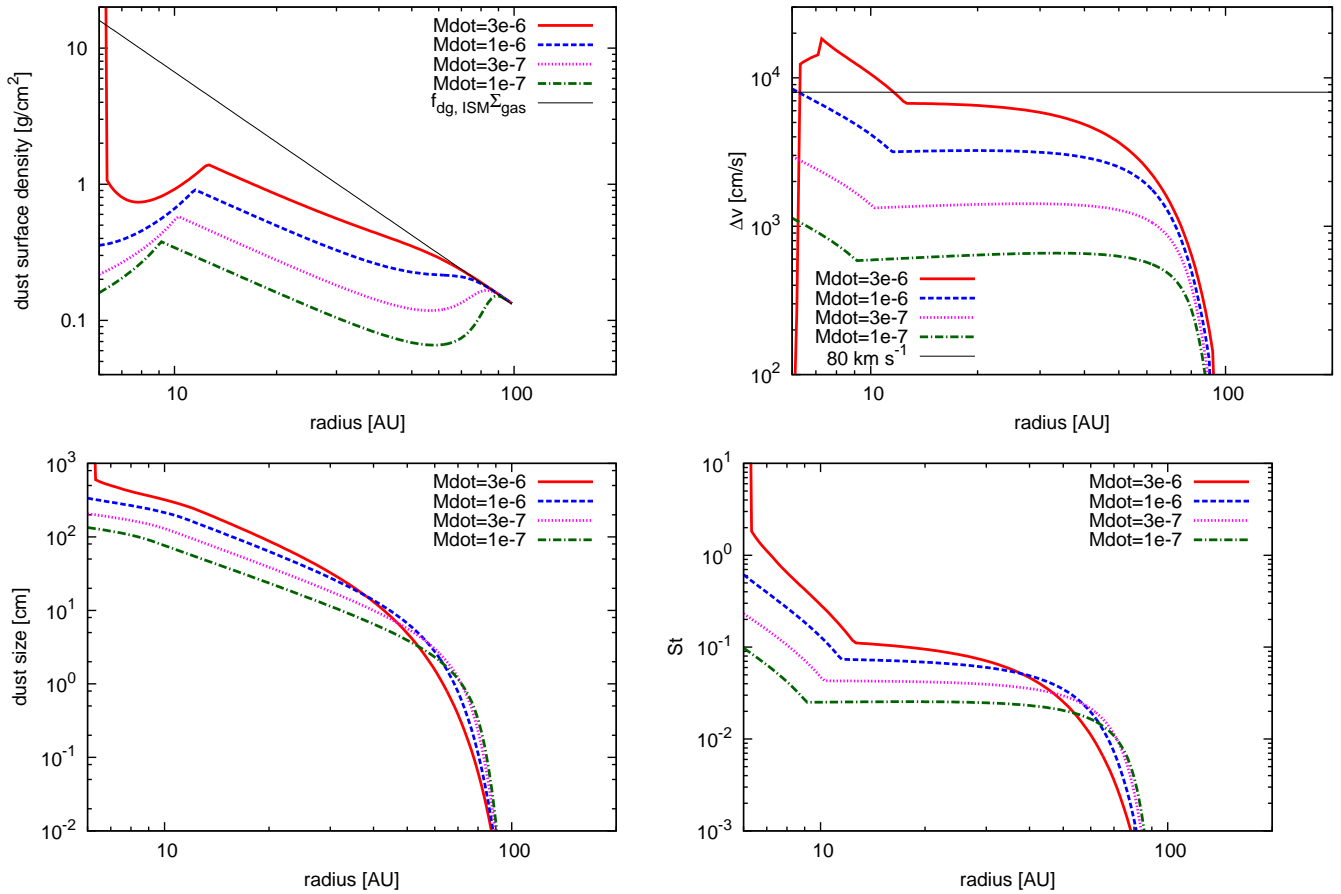 dust surface density [g/cm²]
10
1
0.1
10
100
radius [AU]
Mdot=3e-6
Mdot=1e-6
Mdot=3e-7
Mdot=1e-7
f_dg, ISM Σ_gas
Δv [cm/s]
10⁴
10³
10²
10
100
radius [AU]
Mdot=3e-6
Mdot=1e-6
Mdot=3e-7
Mdot=1e-7
80 km s⁻¹
dust size [cm]
10³
10²
10¹
10⁰
10⁻¹
10⁻²
10
100
radius [AU]
Mdot=3e-6
Mdot=1e-6
Mdot=3e-7
Mdot=1e-7
St
10¹
10⁰
10⁻¹
10⁻²
10⁻³
10
100
radius [AU]
Mdot=3e-6
Mdot=1e-6
Mdot=3e-7
Mdot=1e-7